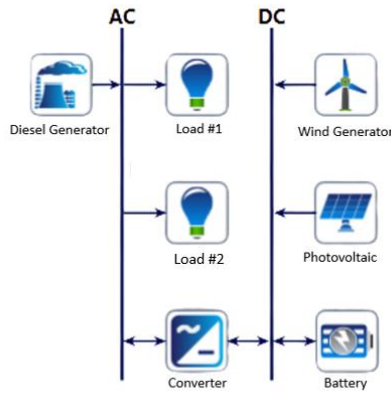 AC
DC
Diesel Generator
Load #1
Wind Generator
Load #2
Photovoltaic
Converter
Battery